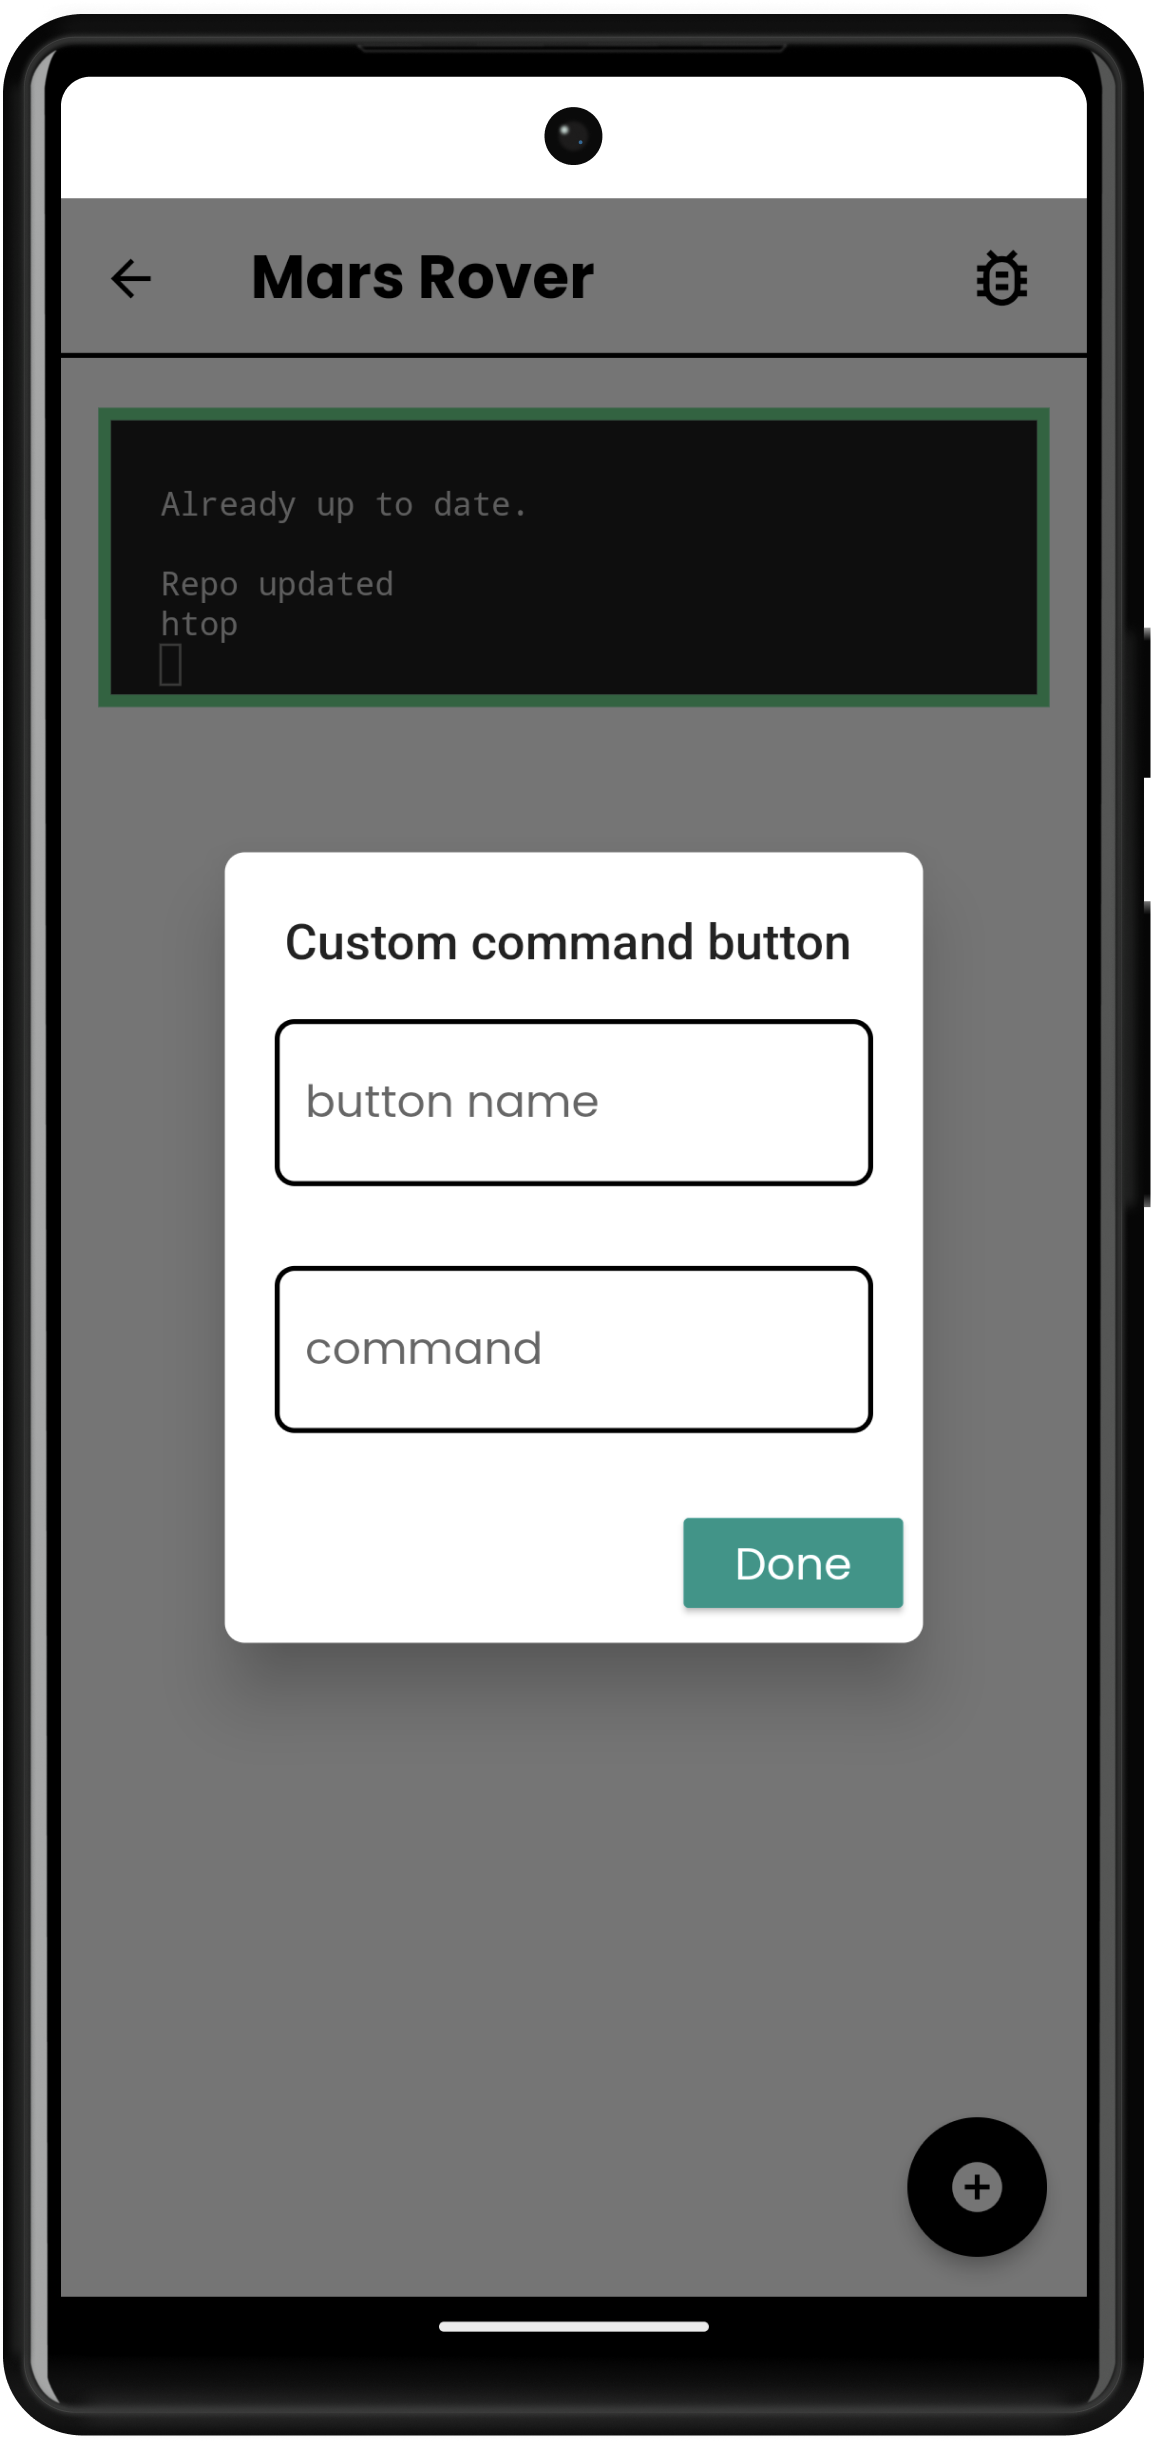 Mars Rover
Already up to date.
Repo updated
htop
Custom command button
button name
command
Done